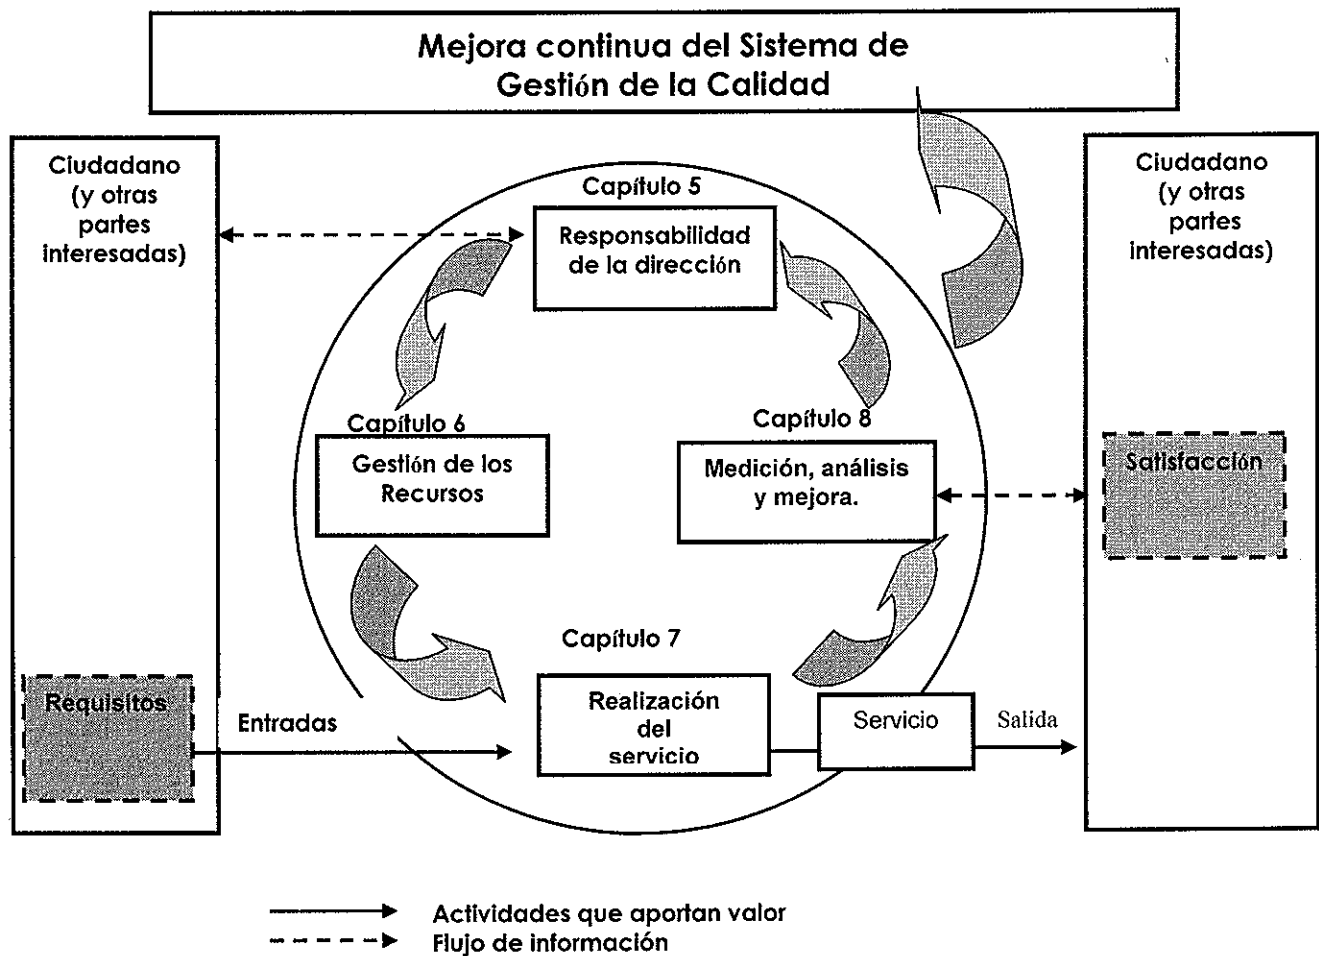 Mejora continua del Sistema de
Gestión de la Calidad
Ciudadano
(y otras
partes
interesadas)
Capítulo 5
Responsabilidad
de la dirección
Ciudadano
(y otras
partes
interesadas)
Capítulo 6
Gestión de los
Recursos
Capítulo 8
Medición, análisis
y mejora.
Satisfacción
Capítulo 7
Requisitos
Entradas
Realización
del
servicio
Servicio
Salida
Actividades que aportan valor
Flujo de información